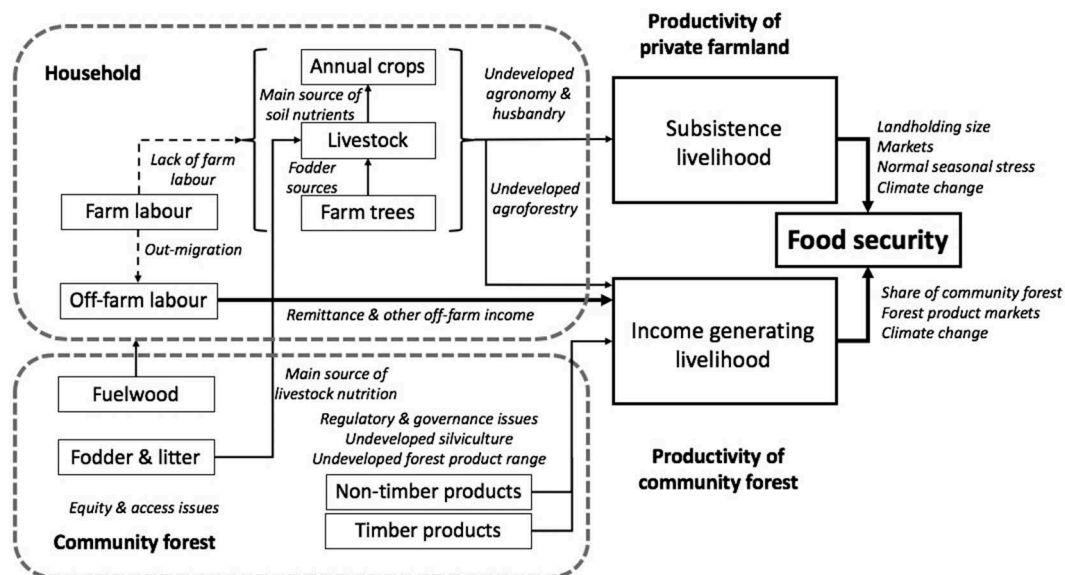 Productivity of
private farmland
Household
Annual crops
Main source of
soil nutrients
Livestock
Fodder
sources
Farm trees
Lack of farm
labour
Farm labour
Out-migration
Off-farm labour
Undeveloped
agronomy &
husbandry
Undeveloped
agroforestry
Remittance & other off-farm income
Subsistence
livelihood
Landholding size
Markets
Normal seasonal stress
Climate change
Food security
Income generating
livelihood
Share of community forest
Forest product markets
Climate change
Fuelwood
Main source of
livestock nutrition
Regulatory & governance issues
Undeveloped silviculture
Undeveloped forest product range
Fodder & litter
Non-timber products
Timber products
Equity & access issues
Community forest
Productivity of
community forest